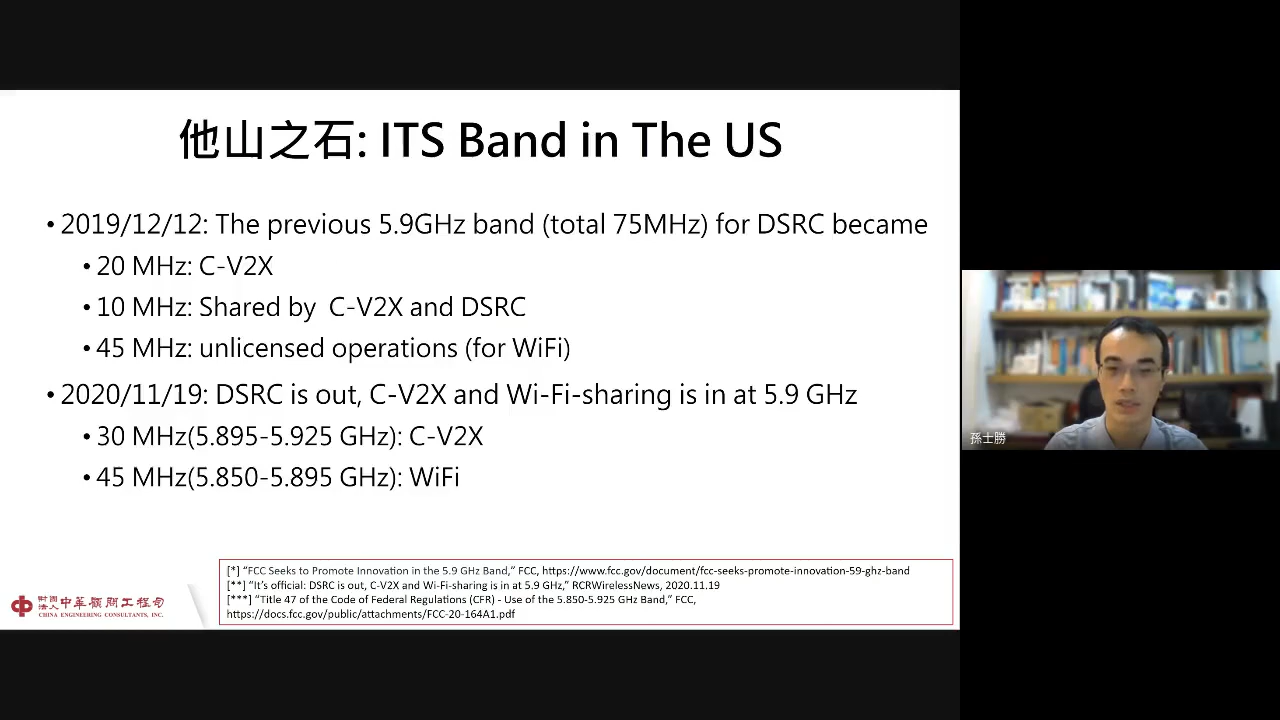 他山之石: ITS Band in The US
• 2019/12/12: The previous 5.9GHz band (total 75MHz) for DSRC became
• 20 MHz: C-V2X
• 10 MHz: Shared by C-V2X and DSRC
• 45 MHz: unlicensed operations (for WiFi)
• 2020/11/19: DSRC is out, C-V2X and Wi-Fi-sharing is in at 5.9 GHz
• 30 MHz(5.895-5.925 GHz): C-V2X
• 45 MHz(5.850-5.895 GHz): WiFi
[*] “FCC Seeks to Promote Innovation in the 5.9 GHz Band,” FCC, https://www.fcc.gov/document/fcc-seeks-promote-innovation-59-ghz-band
[**] “It’s official: DSRC is out, C-V2X and Wi-Fi-sharing is in at 5.9 GHz,” RCRWirelessNews, 2020.11.19
[***] “Title 47 of the Code of Federal Regulations (CFR) - Use of the 5.850-5.925 GHz Band,” FCC,
https://docs.fcc.gov/public/attachments/FCC-20-164A1.pdf
財團法人中華顧問工程司
CHINA ENGINEERING CONSULTANTS, INC.
孫士勝